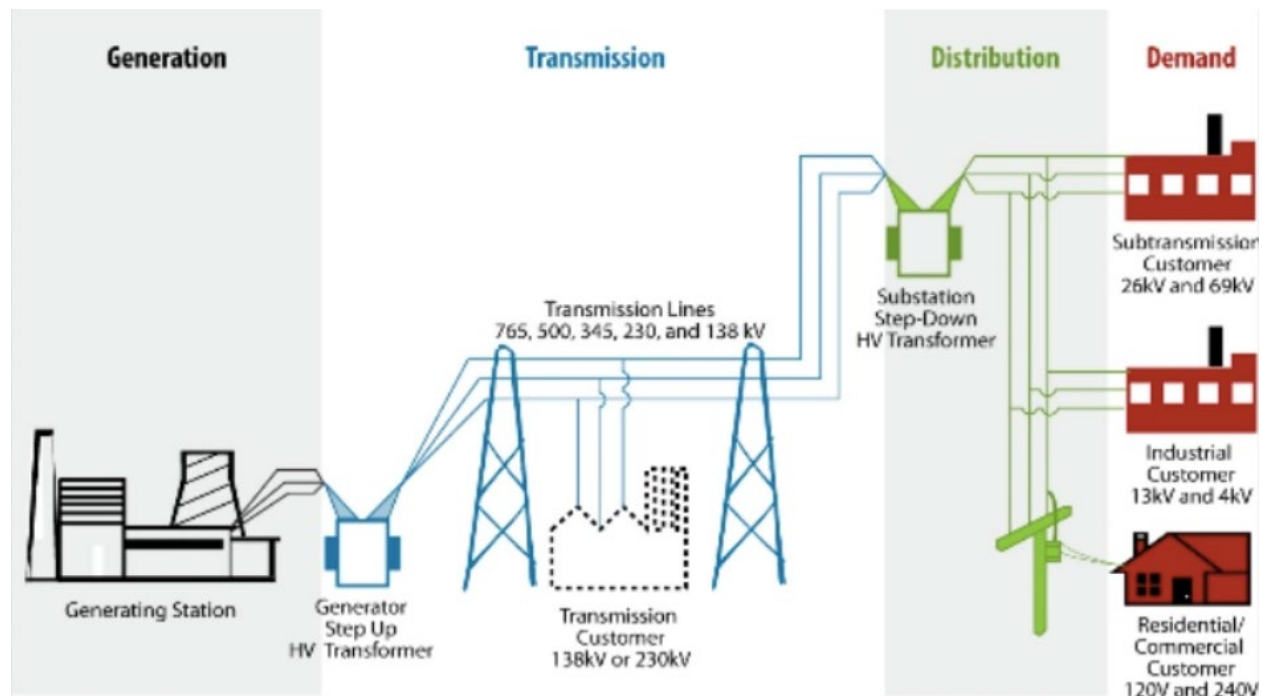 Generation
Transmission
Distribution
Demand
Subtransmission
Customer
26kV and 69kV
Substation
Step-Down
HV Transformer
Transmission Lines
765, 500, 345, 230, and 138 kV
Industrial
Customer
13kV and 4kV
Generating Station
Generator
Step Up
HV Transformer
Transmission
Customer
138kV or 230kV
Residential/
Commercial
Customer
120V and 240V